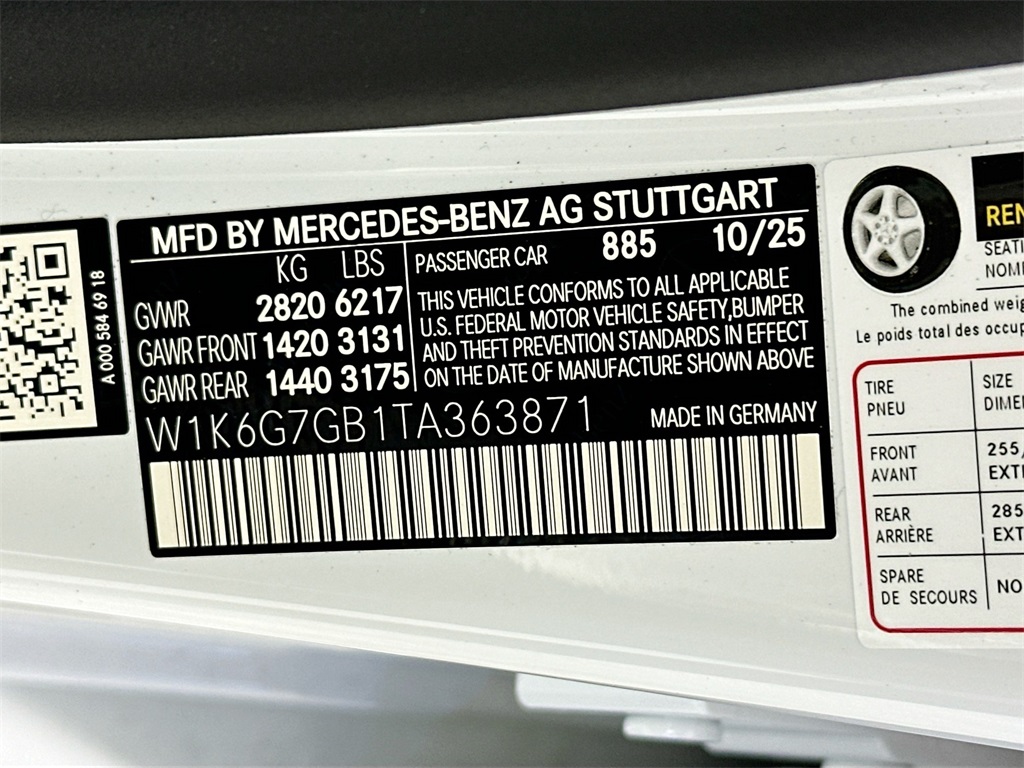 A 000 584 69 18
MFD BY MERCEDES-BENZ AG STUTTGART
KG LBS
GVWR 2820 6217
GAWR FRONT 1420 3131
GAWR REAR 1440 3175
PASSENGER CAR 885 10/25
THIS VEHICLE CONFORMS TO ALL APPLICABLE
U.S. FEDERAL MOTOR VEHICLE SAFETY,BUMPER
AND THEFT PREVENTION STANDARDS IN EFFECT
ON THE DATE OF MANUFACTURE SHOWN ABOVE
W1K6G7GB1TA363871
MADE IN GERMANY
The combined
Le poids total des
TIRE
PNEU
SIZE
FRONT
AVANT
255
REAR
ARRIÈRE
285
SPARE
DE SECOURS